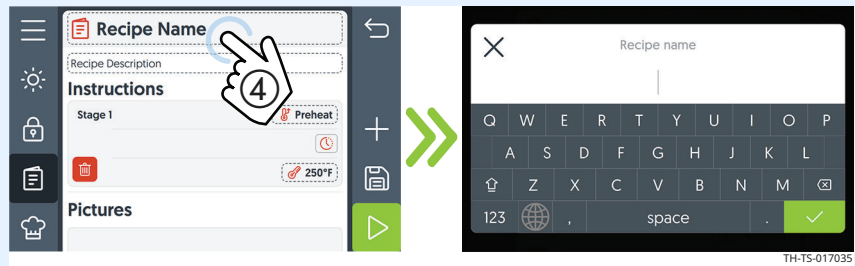 Recipe Name
Recipe Description
Instructions
Stage 1
Preheat
4
250°F
Pictures
Recipe name
Q W E R T Y U I O P
A S D F G H J K L
Z X C V B N M
123 , space .
TH-TS-017035